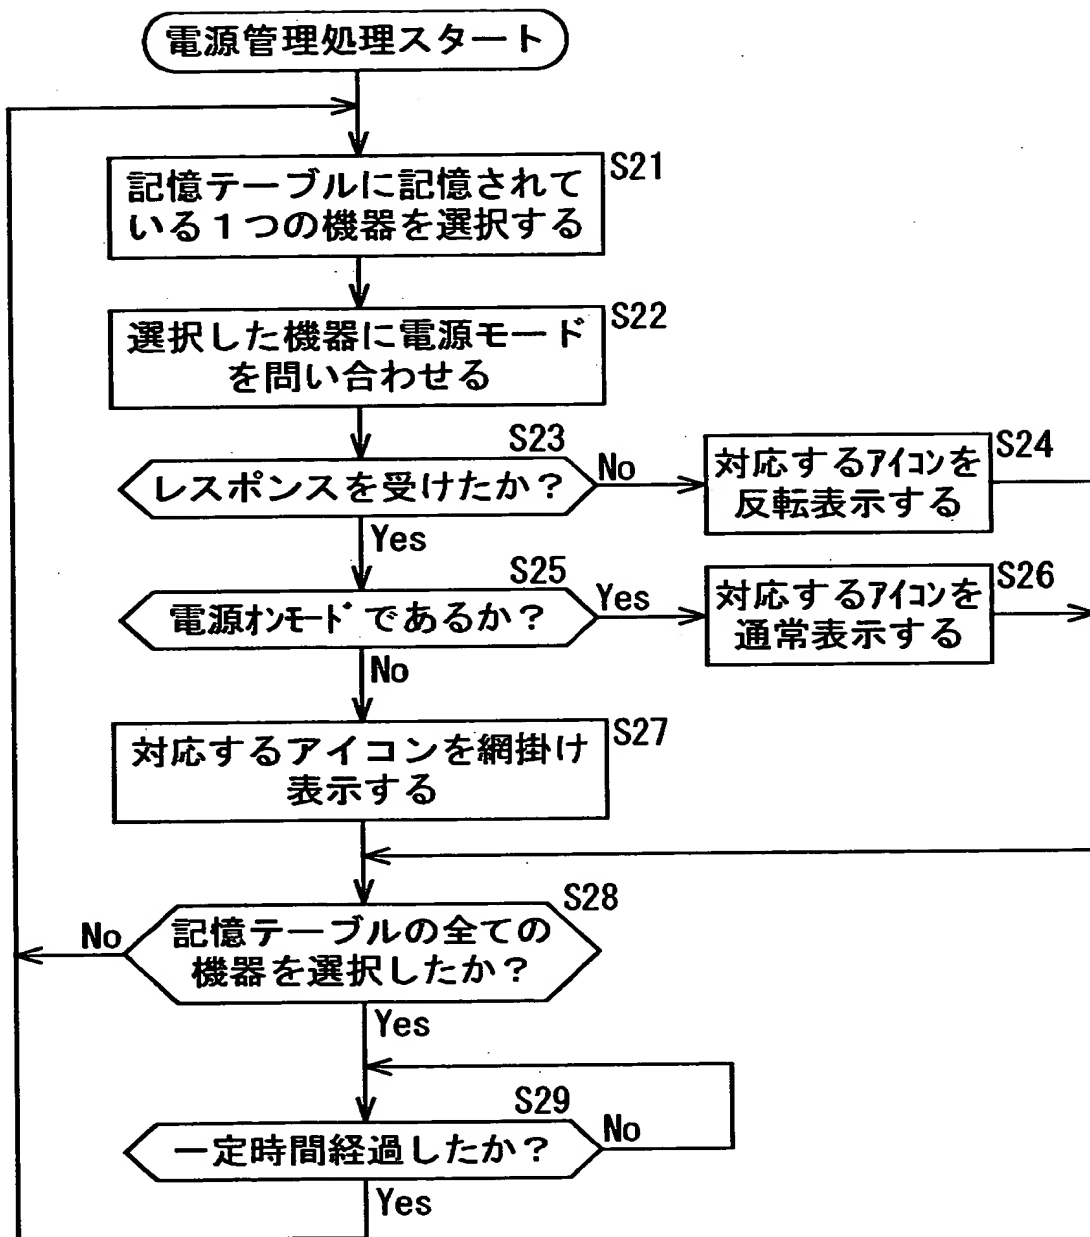 電源管理処理スタート
S21
記憶テーブルに記憶されて
いる１つの機器を選択する
S22
選択した機器に電源モード
を問い合わせる
S23
レスポンスを受けたか？
No
S24
対応するｱｲｺﾝを
反転表示する
Yes
S25
電源ｵﾝﾓｰﾄﾞであるか？
Yes
S26
対応するｱｲｺﾝを
通常表示する
No
S27
対応するアイコンを網掛け
表示する
S28
記憶テーブルの全ての
機器を選択したか？
No
Yes
S29
一定時間経過したか？
No
Yes